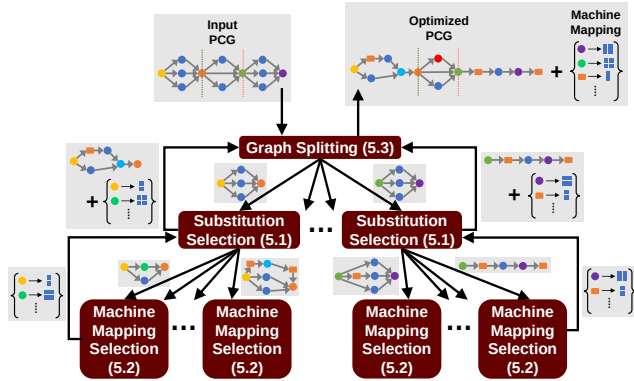 Input
PCG
Optimized
PCG
Machine
Mapping
+
Graph Splitting (5.3)
+
+
Substitution
Selection (5.1)
...
Substitution
Selection (5.1)
Machine
Mapping
Selection
(5.2)
...
Machine
Mapping
Selection
(5.2)
Machine
Mapping
Selection
(5.2)
...
Machine
Mapping
Selection
(5.2)